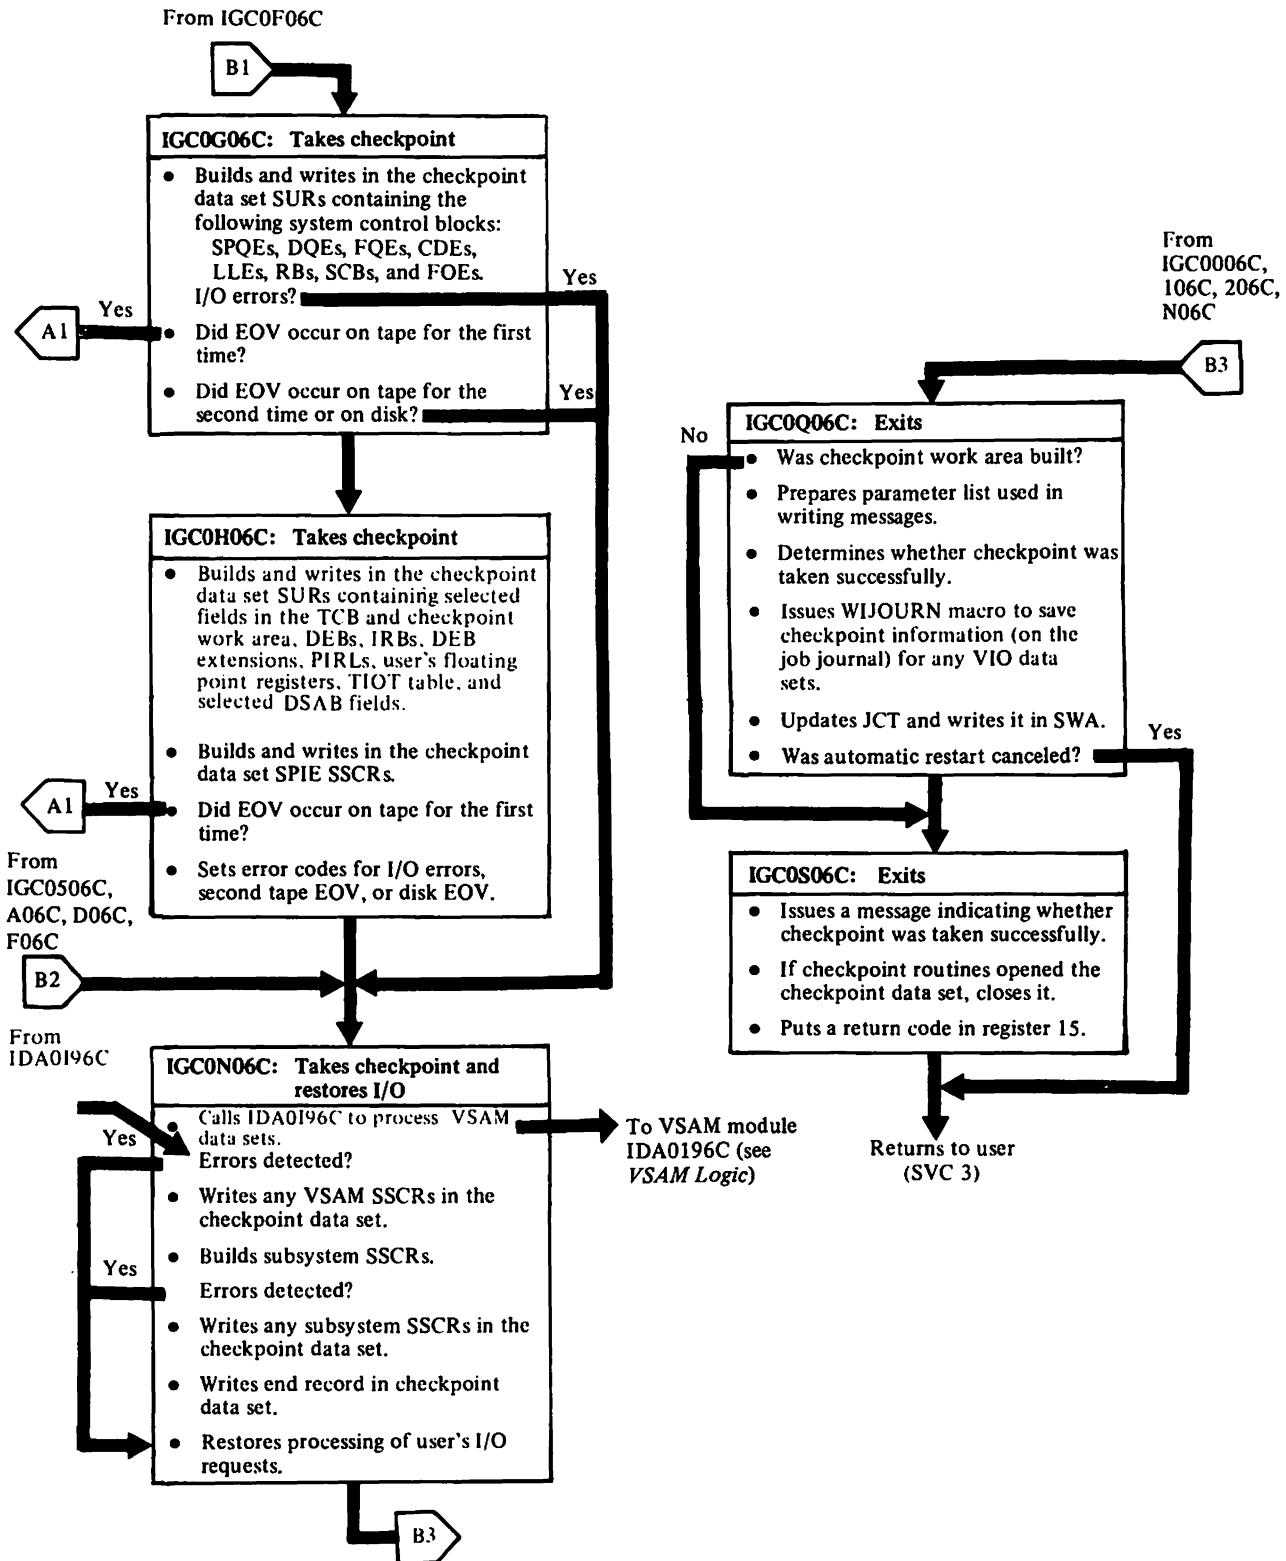 From IGC0F06C
B1
IGC0G06C: Takes checkpoint
• Builds and writes in the checkpoint
data set SURs containing the
following system control blocks:
SPQEs, DQEs, FQEs, CDEs,
LLEs, RBs, SCBs, and FOEs.
I/O errors?
Yes
Yes
A1
• Did EOV occur on tape for the first
time?
• Did EOV occur on tape for the
second time or on disk?
Yes
IGC0H06C: Takes checkpoint
• Builds and writes in the checkpoint
data set SURs containing selected
fields in the TCB and checkpoint
work area, DEBs, IRBs, DEB
extensions, PIRLs, user's floating
point registers, TIOT table, and
selected DSAB fields.
• Builds and writes in the checkpoint
data set SPIE SSCRs.
Yes
A1
• Did EOV occur on tape for the first
time?
• Sets error codes for I/O errors,
second tape EOV, or disk EOV.
From
IGC0506C,
A06C, D06C,
F06C
B2
From
IDA0I96C
IGC0N06C: Takes checkpoint and
restores I/O
• Calls IDA0I96C to process VSAM
data sets.
Yes
Errors detected?
To VSAM module
IDA0196C (see
VSAM Logic)
• Writes any VSAM SSCRs in the
checkpoint data set.
• Builds subsystem SSCRs.
Yes
Errors detected?
• Writes any subsystem SSCRs in the
checkpoint data set.
• Writes end record in checkpoint
data set.
• Restores processing of user's I/O
requests.
B3
From
IGC0006C,
106C, 206C,
N06C
B3
IGC0Q06C: Exits
No
• Was checkpoint work area built?
• Prepares parameter list used in
writing messages.
• Determines whether checkpoint was
taken successfully.
• Issues WIJOURN macro to save
checkpoint information (on the
job journal) for any VIO data
sets.
• Updates JCT and writes it in SWA.
• Was automatic restart canceled?
Yes
IGC0S06C: Exits
• Issues a message indicating whether
checkpoint was taken successfully.
• If checkpoint routines opened the
checkpoint data set, closes it.
• Puts a return code in register 15.
Returns to user
(SVC 3)